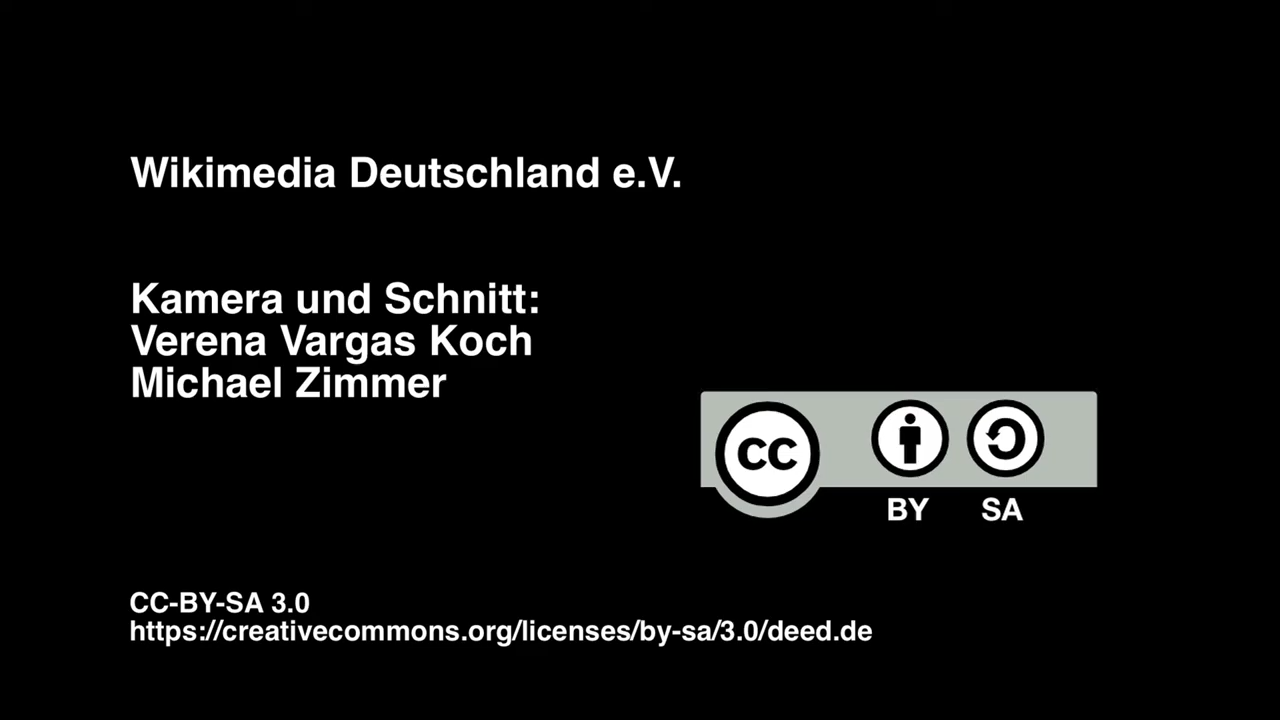 Wikimedia Deutschland e.V.
Kamera und Schnitt:
Verena Vargas Koch
Michael Zimmer
cc
BY SA
CC-BY-SA 3.0
https://creativecommons.org/licenses/by-sa/3.0/deed.de